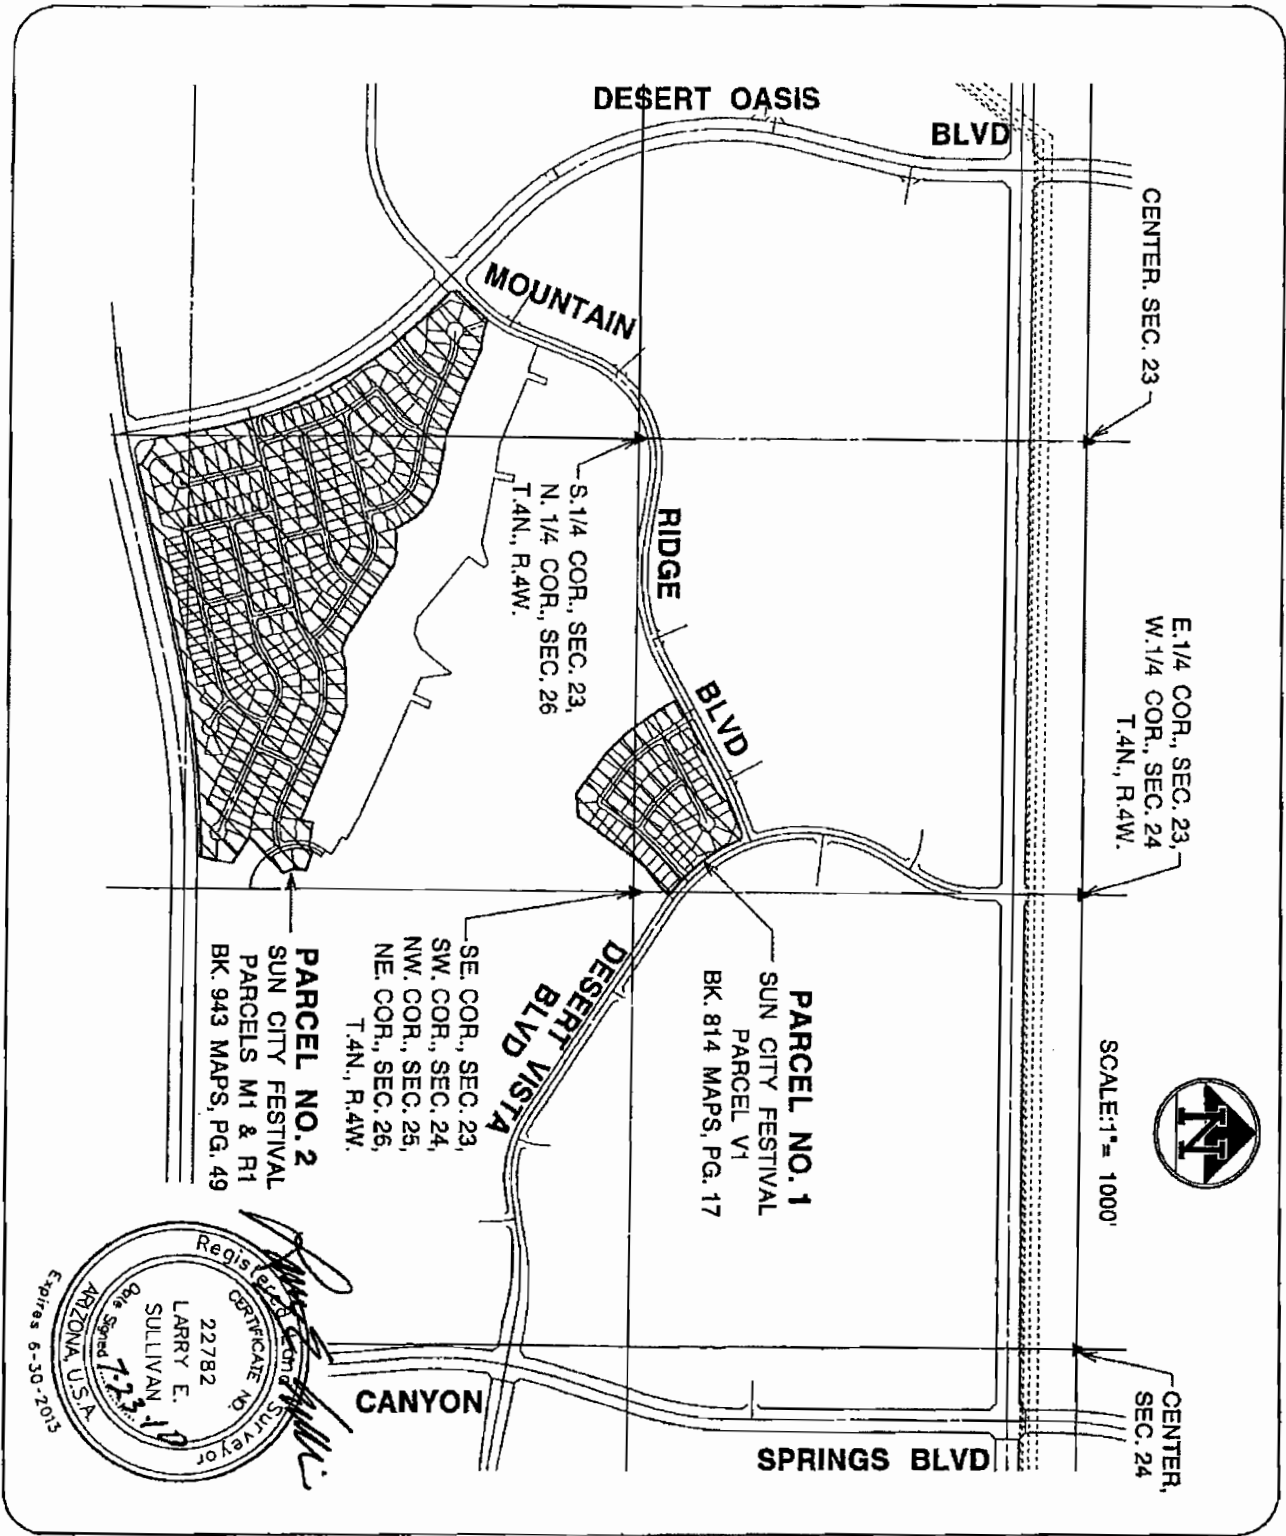 DESERT OASIS
BLVD
CENTER. SEC. 23
MOUNTAIN
RIDGE
BLVD
S.1/4 COR., SEC. 23,
N. 1/4 COR., SEC. 26
T.4N., R.4W.
E.1/4 COR., SEC. 23,
W.1/4 COR., SEC. 24
T.4N., R.4W.
SCALE:1"= 1000'
N
PARCEL NO. 1
SUN CITY FESTIVAL
PARCEL V1
BK. 814 MAPS, PG. 17
DESERT VISTA
BLVD
SE. COR., SEC. 23,
SW. COR., SEC. 24,
NW. COR., SEC. 25,
NE. COR., SEC. 26,
T.4N., R.4W.
PARCEL NO. 2
SUN CITY FESTIVAL
PARCELS M1 & R1
BK. 943 MAPS, PG. 49
CENTER,
SEC. 24
CANYON
SPRINGS BLVD
Registered Land Surveyor
CERTIFICATE NO.
22782
LARRY E.
SULLIVAN
Date Signed 7-23-10
ARIZONA, U.S.A.
Expires 6-30-2013